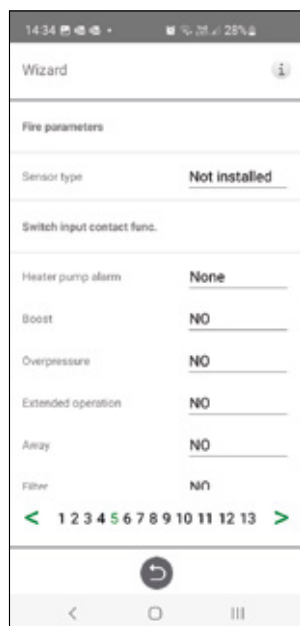 14:34 28%
Wizard i
Fire parameters
Sensor type Not installed
Switch input contact func.
Heater pump alarm None
Boost NO
Overpressure NO
Extended operation NO
Away NO
Filter NO
< 1 2 3 4 5 6 7 8 9 10 11 12 13 >